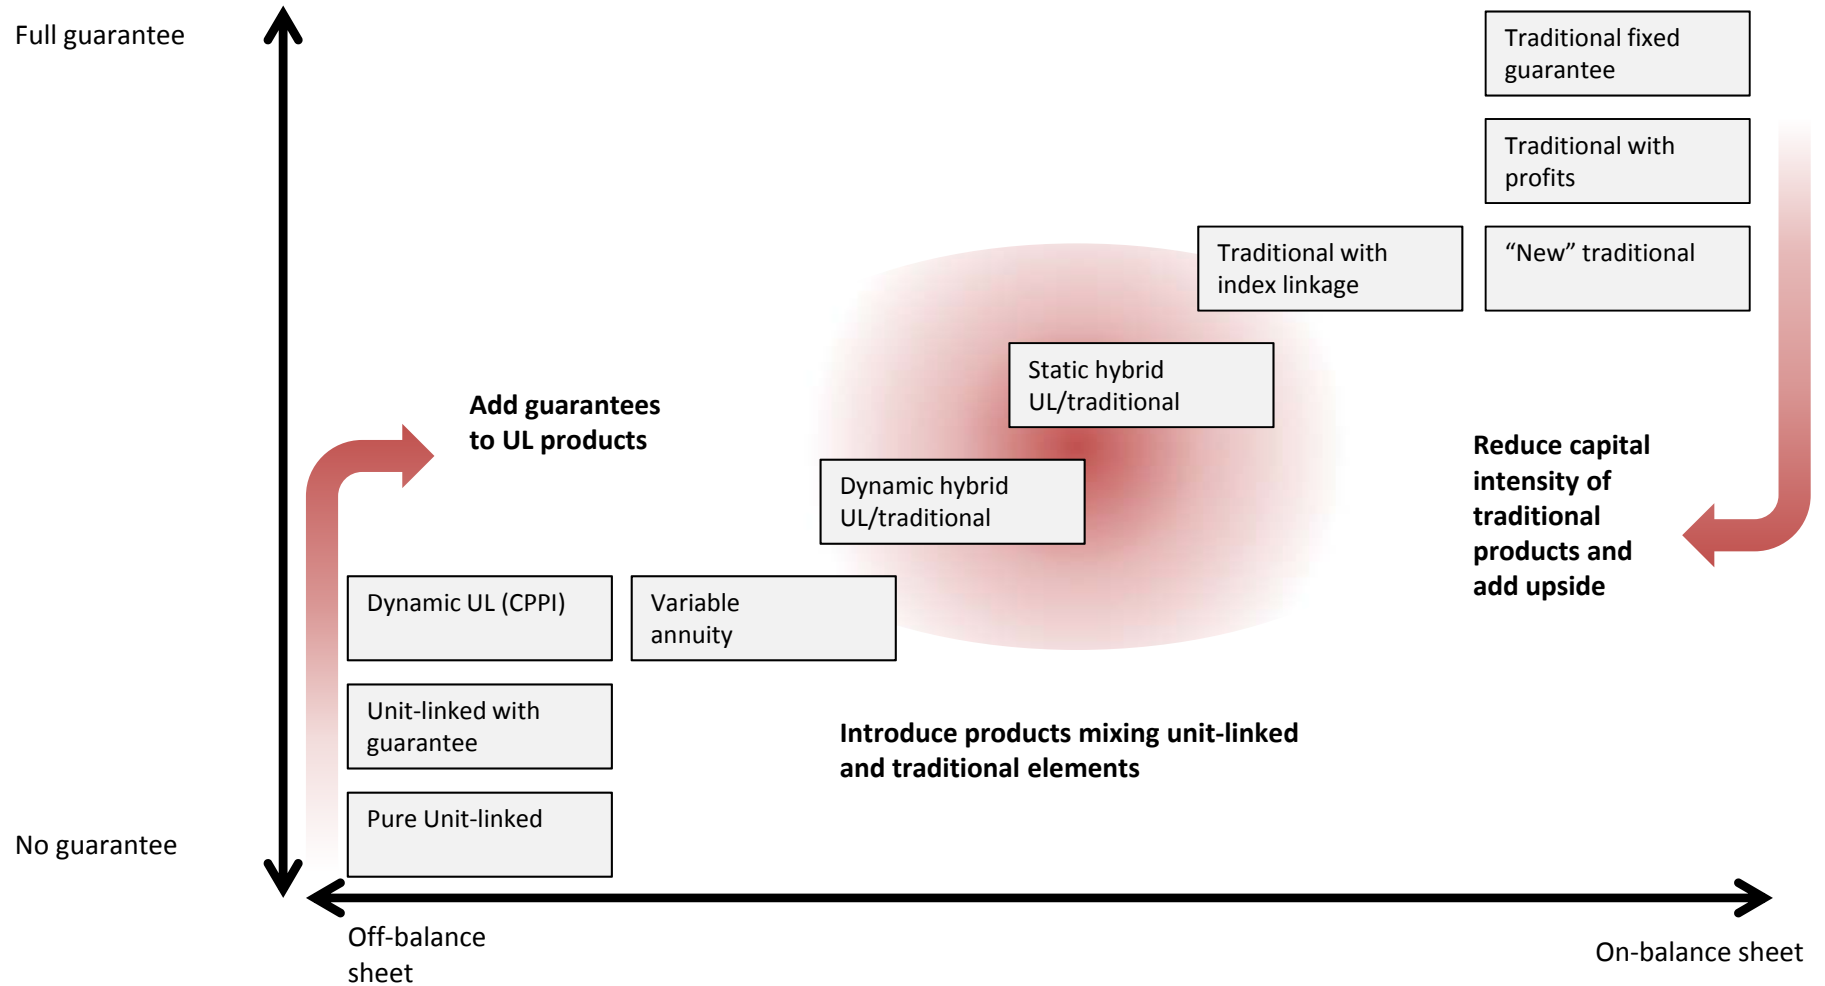 Full guarantee
Traditional fixed
guarantee
Traditional with
profits
Traditional with
index linkage
“New” traditional
Static hybrid
UL/traditional
Add guarantees
to UL products
Reduce capital
intensity of
traditional
products and
add upside
Dynamic hybrid
UL/traditional
Dynamic UL (CPPI)
Variable
annuity
Unit-linked with
guarantee
Introduce products mixing unit-linked
and traditional elements
Pure Unit-linked
No guarantee
Off-balance
sheet
On-balance sheet